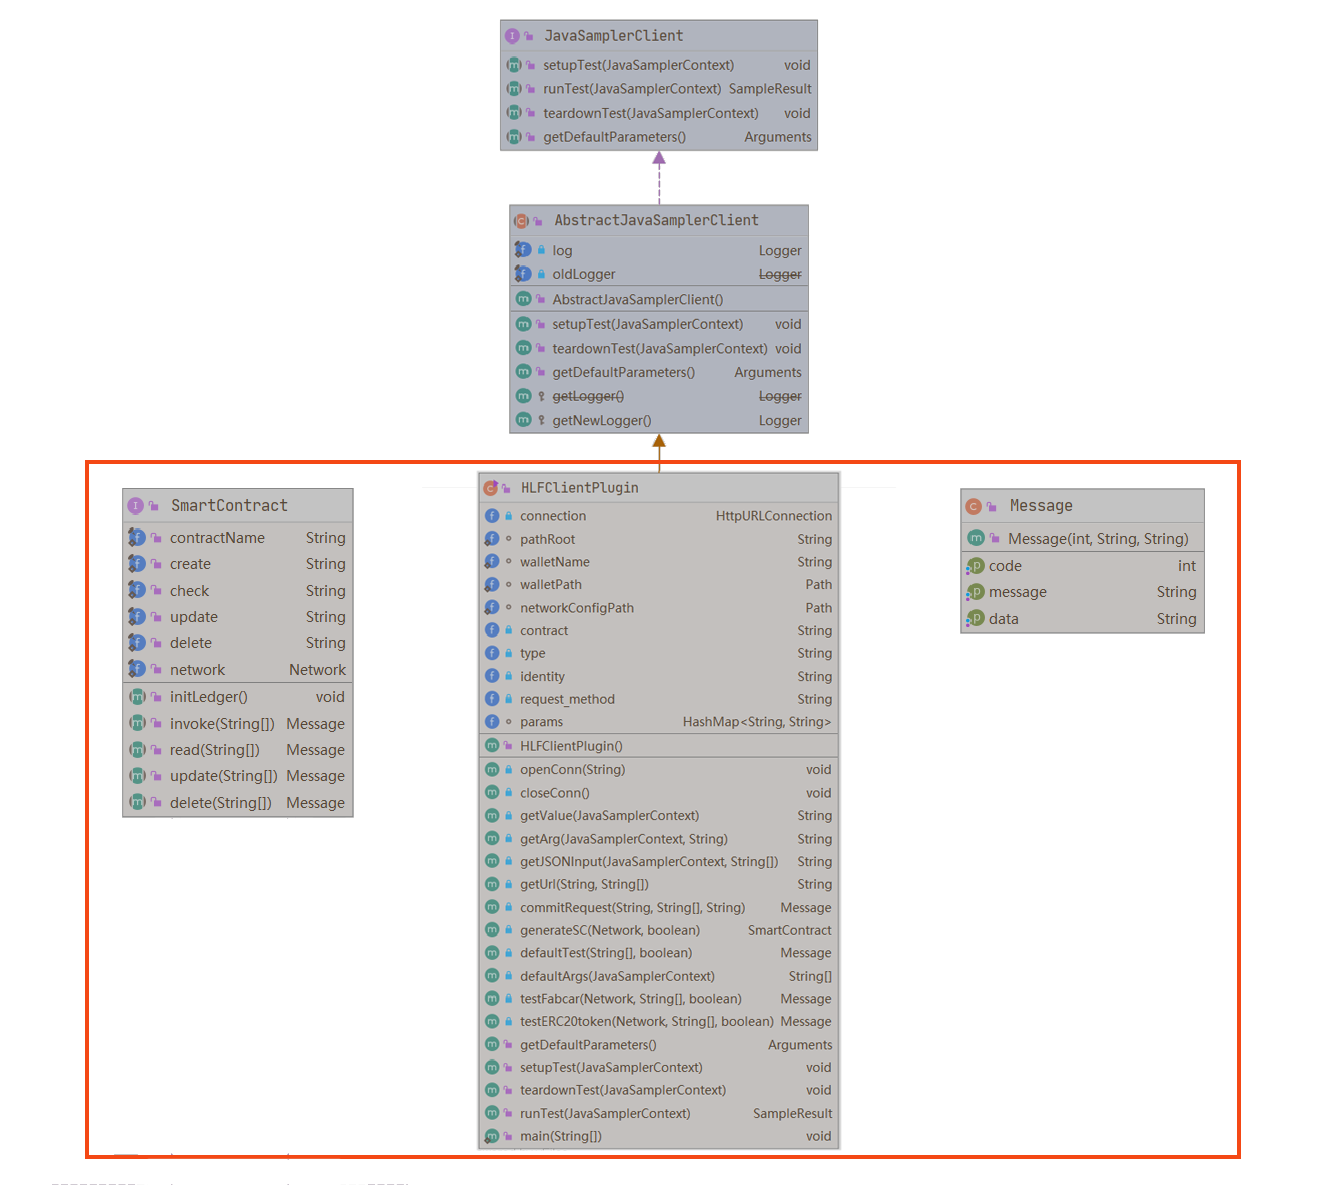 JavaSamplerClient
setupTest(JavaSamplerContext) void
runTest(JavaSamplerContext) SampleResult
teardownTest(JavaSamplerContext) void
getDefaultParameters() Arguments
AbstractJavaSamplerClient
log Logger
oldLogger Logger
AbstractJavaSamplerClient()
setupTest(JavaSamplerContext) void
teardownTest(JavaSamplerContext) void
getDefaultParameters() Arguments
getLogger() Logger
getNewLogger() Logger
SmartContract
contractName String
create String
check String
update String
delete String
network Network
initLedger() void
invoke(String[]) Message
read(String[]) Message
update(String[]) Message
delete(String[]) Message
HLFClientPlugin
connection HttpURLConnection
pathRoot String
walletName String
walletPath Path
networkConfigPath Path
contract String
type String
identity String
request_method String
params HashMap<String, String>
HLFClientPlugin()
openConn(String) void
closeConn() void
getValue(JavaSamplerContext) String
getArg(JavaSamplerContext, String) String
getJSONInput(JavaSamplerContext, String[]) String
getUrl(String, String[]) String
commitRequest(String, String[], String) Message
generateSC(Network, boolean) SmartContract
defaultTest(String[], boolean) Message
defaultArgs(JavaSamplerContext) String[]
testFabcar(Network, String[], boolean) Message
testERC20token(Network, String[], boolean) Message
getDefaultParameters() Arguments
setupTest(JavaSamplerContext) void
teardownTest(JavaSamplerContext) void
runTest(JavaSamplerContext) SampleResult
main(String[]) void
Message
Message(int, String, String)
code int
message String
data String